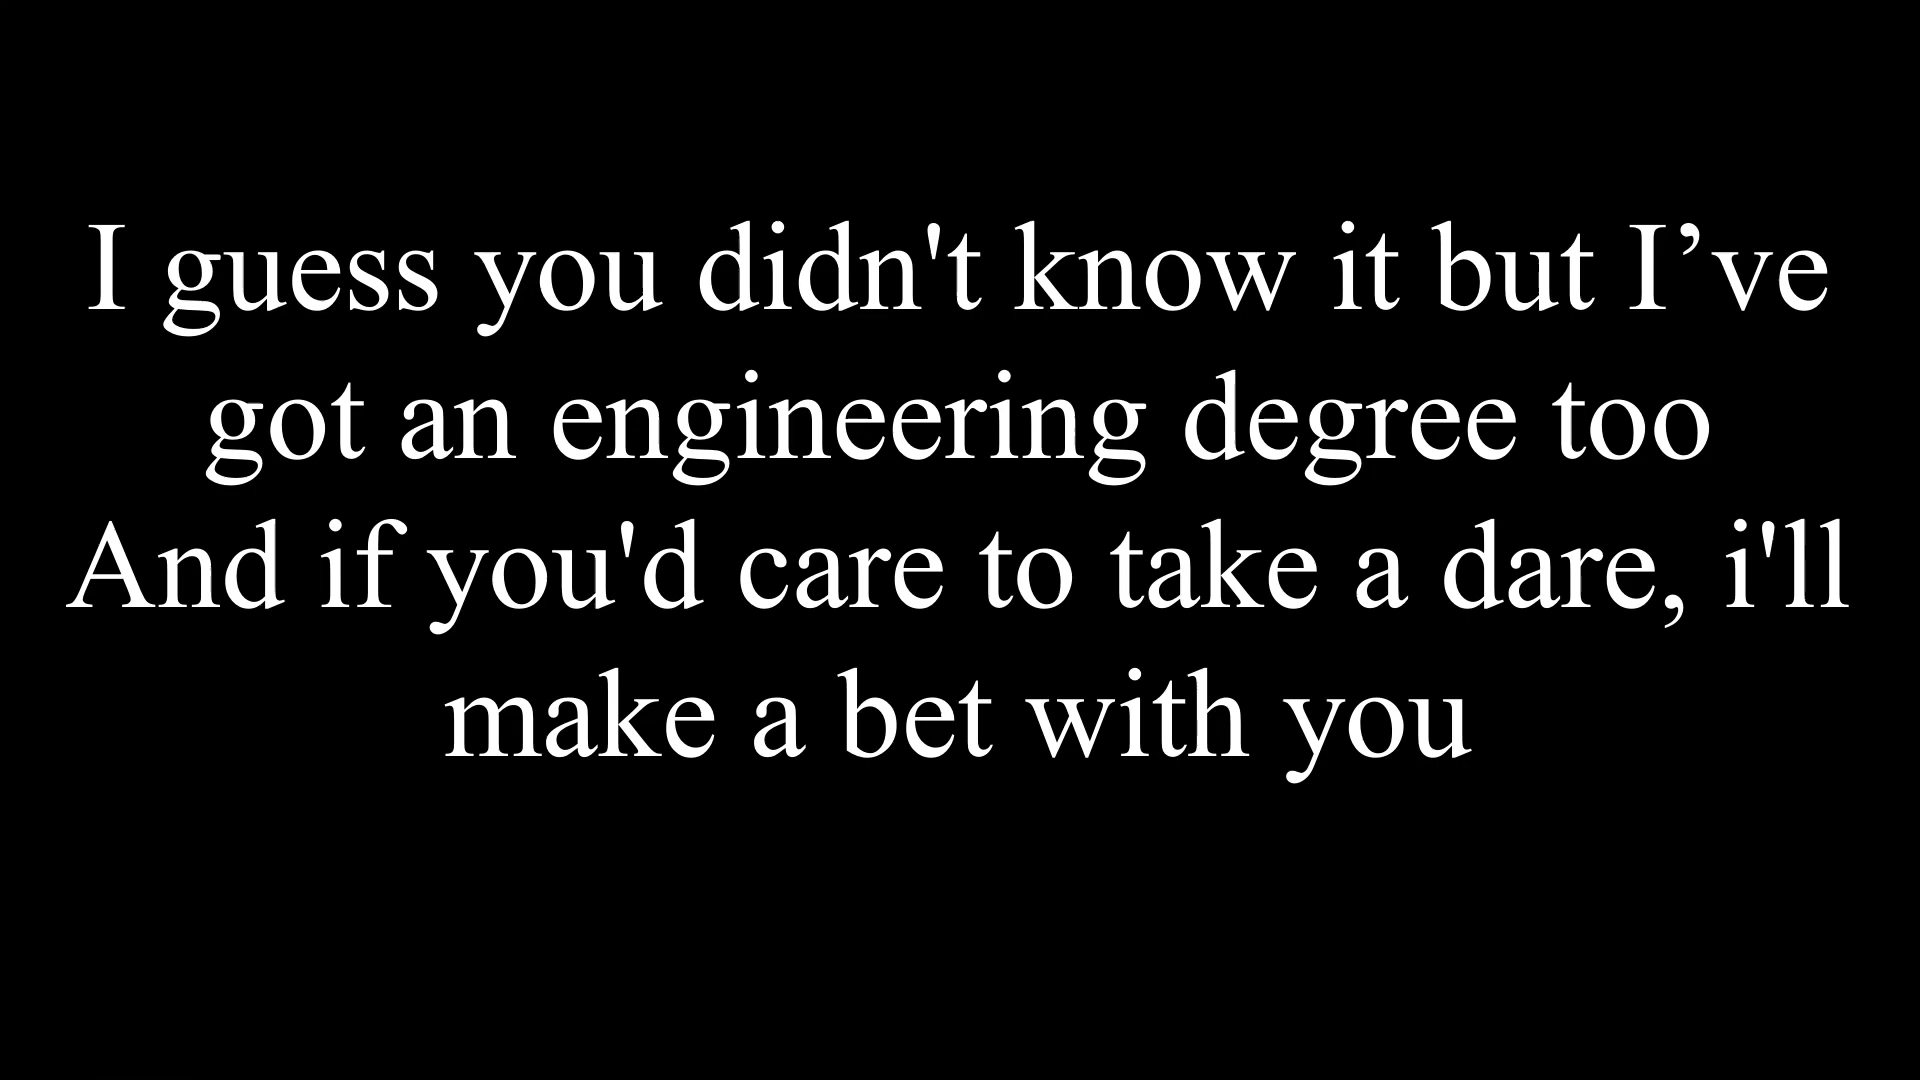 I guess you didn't know it but I’ve
got an engineering degree too
And if you'd care to take a dare, i'll
make a bet with you